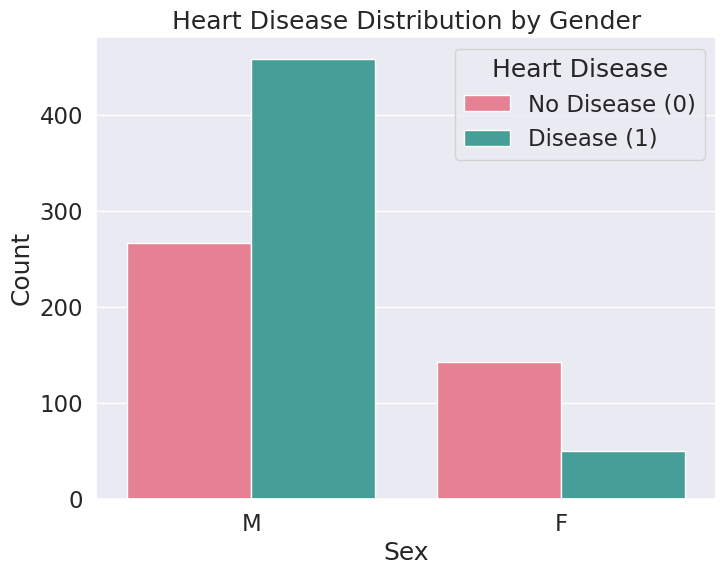 Heart Disease Distribution by Gender
Heart Disease
No Disease (0)
Disease (1)
400
300
200
100
0
Count
M
F
Sex